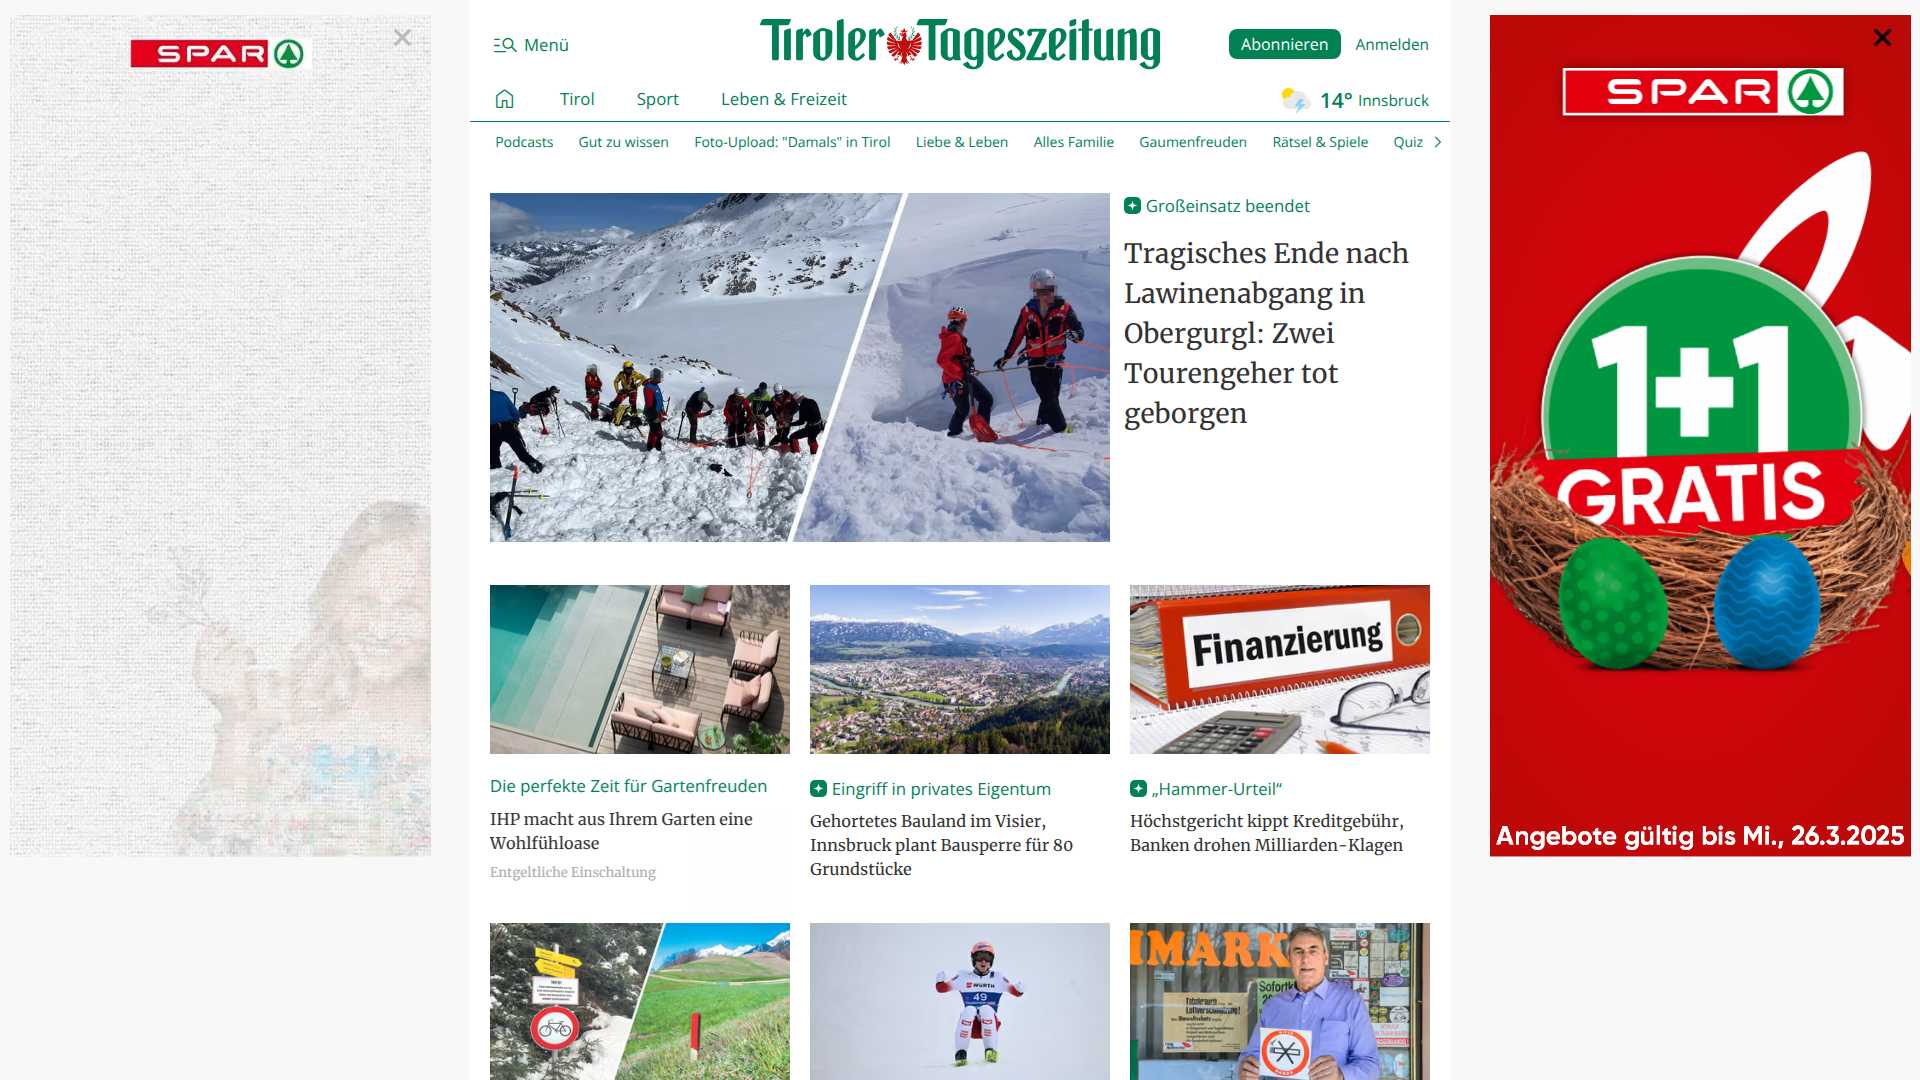 SPAR
Menü
Tiroler Tageszeitung
Abonnieren
Anmelden
Tirol
Sport
Leben & Freizeit
14° Innsbruck
Podcasts
Gut zu wissen
Foto-Upload: "Damals" in Tirol
Liebe & Leben
Alles Familie
Gaumenfreuden
Rätsel & Spiele
Quiz
Großeinsatz beendet
Tragisches Ende nach
Lawinenabgang in
Obergurgl: Zwei
Tourengeher tot
geborgen
Finanzierung
Die perfekte Zeit für Gartenfreuden
IHP macht aus Ihrem Garten eine
Wohlfühloase
Entgeltliche Einschaltung
Eingriff in privates Eigentum
Gehortetes Bauland im Visier,
Innsbruck plant Bausperre für 80
Grundstücke
„Hammer-Urteil“
Höchstgericht kippt Kreditgebühr,
Banken drohen Milliarden-Klagen
WÜRTH
49
IMARK
SPAR
1+1
GRATIS
Angebote gültig bis Mi., 26.3.2025